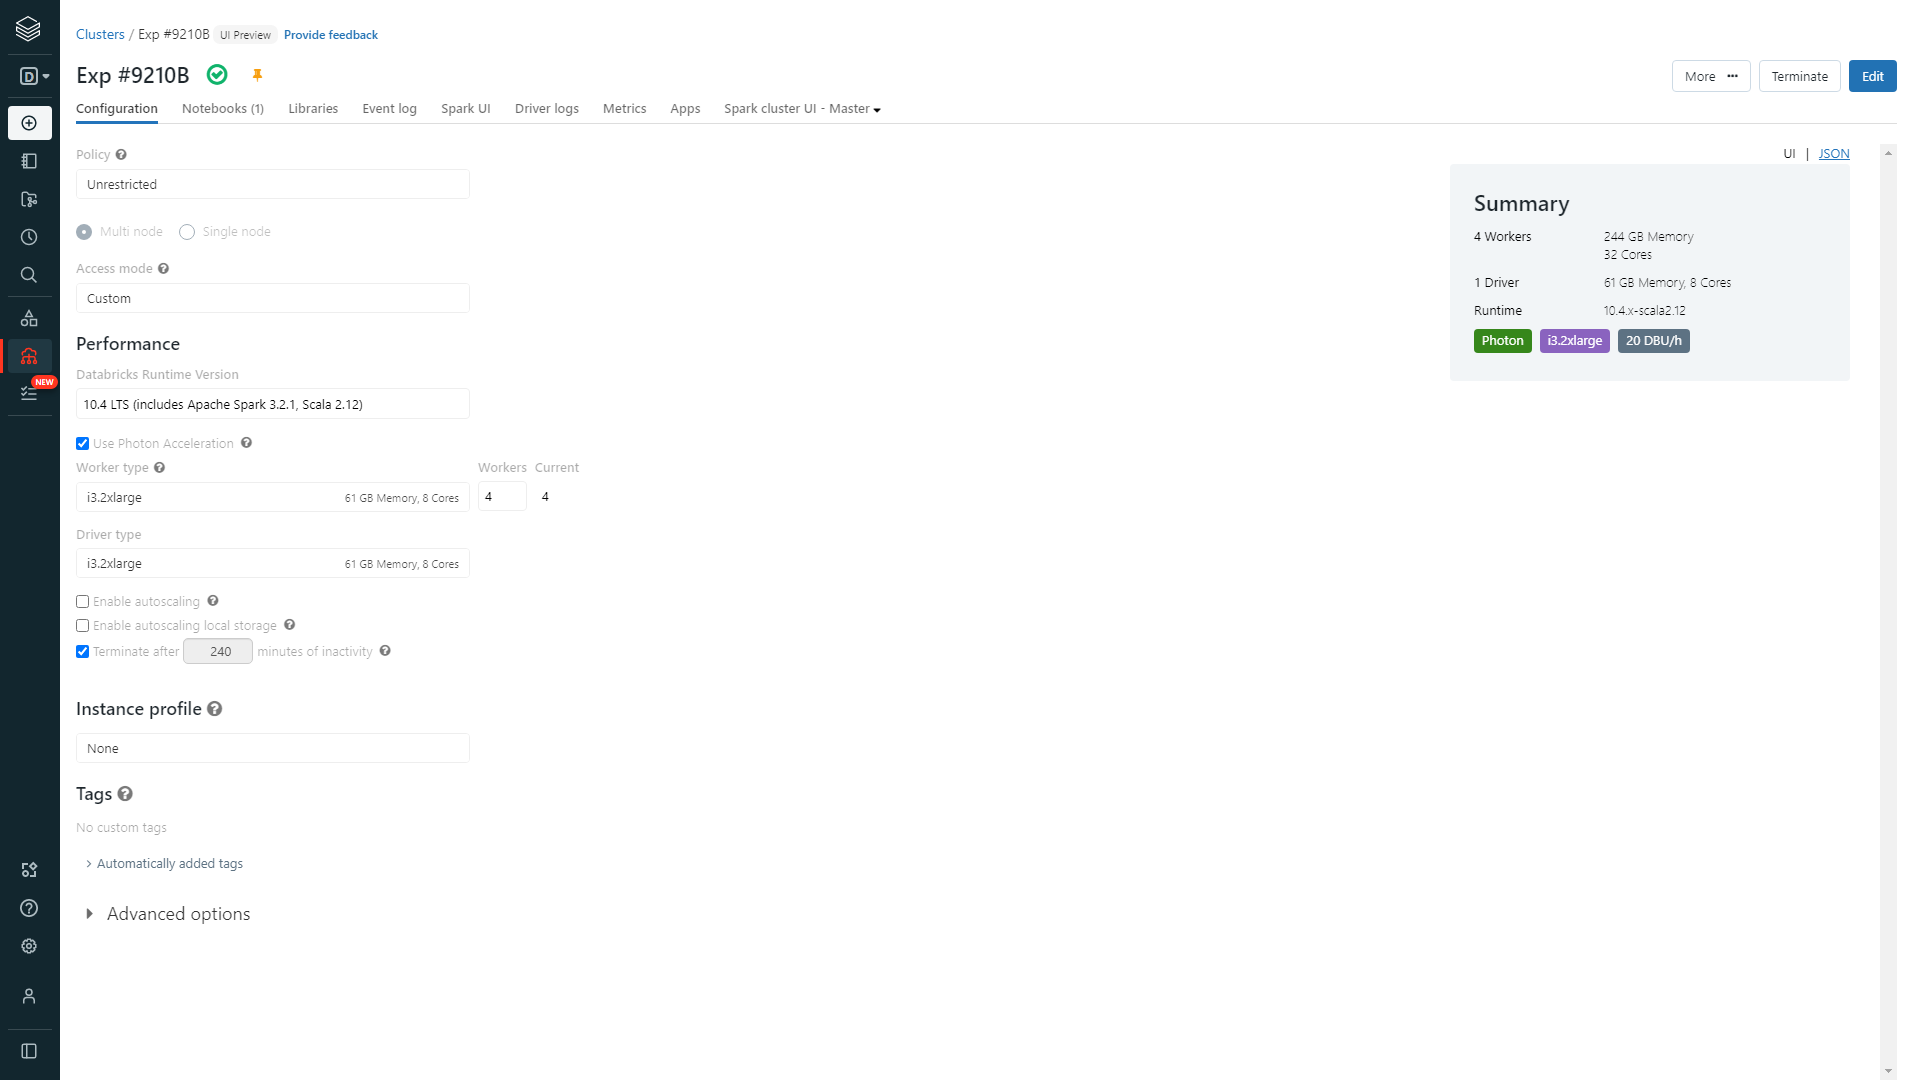 Clusters / Exp #9210B UI Preview Provide feedback
D
Exp #9210B
More ••• Terminate Edit
Configuration Notebooks (1) Libraries Event log Spark UI Driver logs Metrics Apps Spark cluster UI - Master
UI | JSON
Policy ?
Unrestricted
Multi node Single node
Access mode ?
Custom
Performance
Databricks Runtime Version
10.4 LTS (includes Apache Spark 3.2.1, Scala 2.12)
Use Photon Acceleration ?
Worker type ? Workers Current
i3.2xlarge 61 GB Memory, 8 Cores 4 4
Driver type
i3.2xlarge 61 GB Memory, 8 Cores
Enable autoscaling ?
Enable autoscaling local storage ?
Terminate after 240 minutes of inactivity ?
Instance profile ?
None
Tags ?
No custom tags
Automatically added tags
Advanced options
Summary
4 Workers 244 GB Memory
32 Cores
1 Driver 61 GB Memory, 8 Cores
Runtime 10.4.x-scala2.12
Photon i3.2xlarge 20 DBU/h
NEW